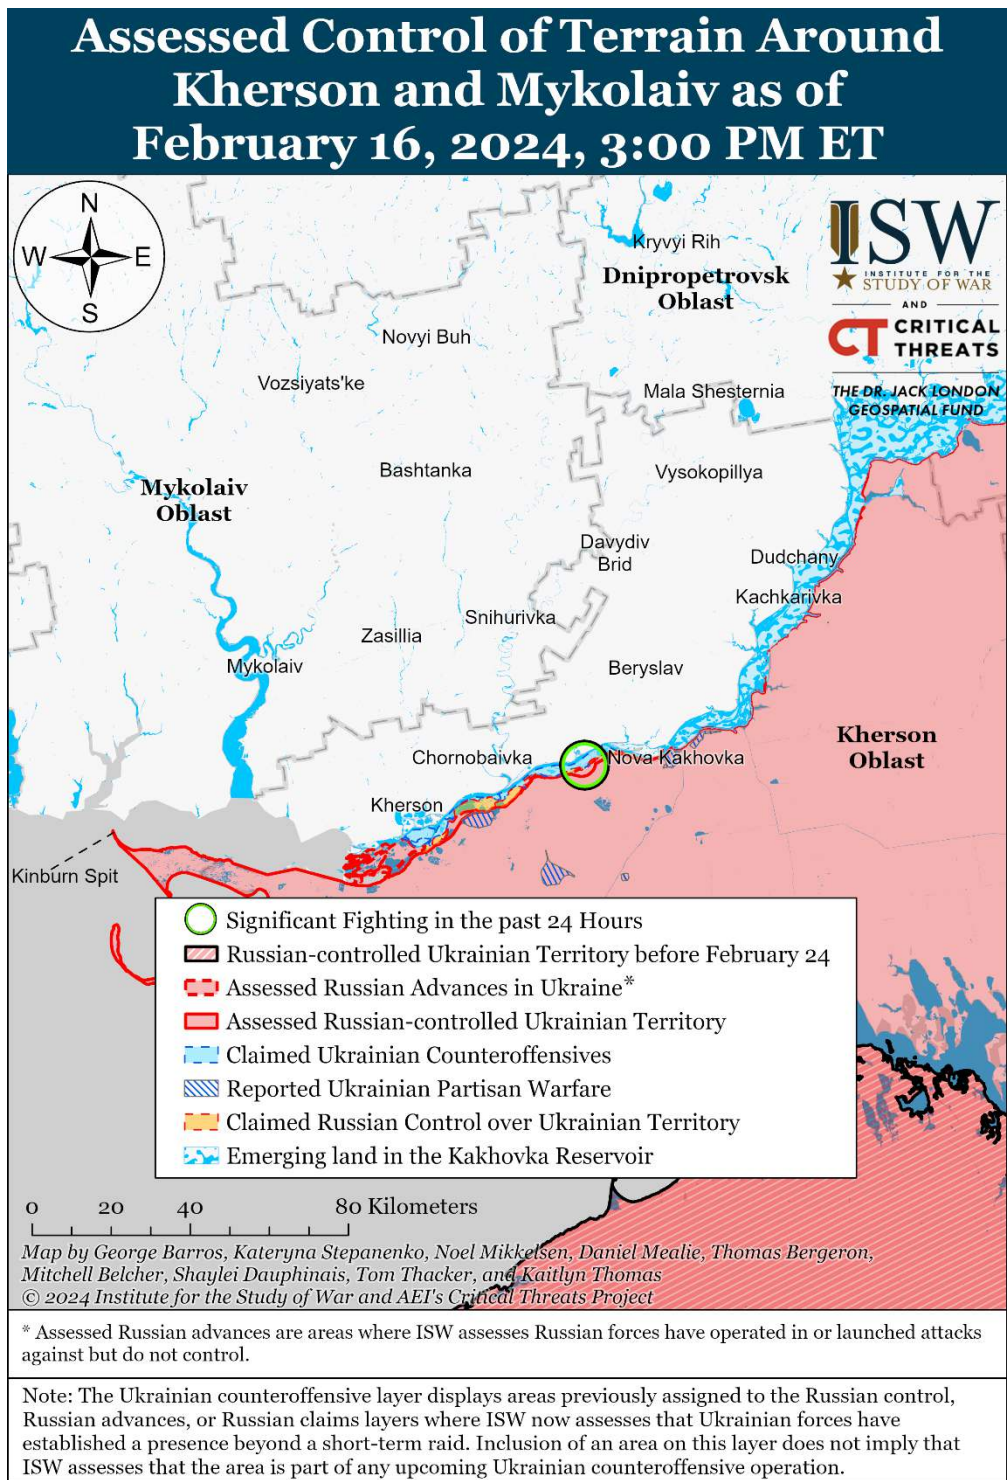 Assessed Control of Terrain Around
Kherson and Mykolaiv as of
February 16, 2024, 3:00 PM ET
N
W E
S
ISW
INSTITUTE FOR THE
STUDY OF WAR
AND
CT CRITICAL
THREATS
THE DR. JACK LONDON
GEOSPATIAL FUND
Kryvyi Rih
Dnipropetrovsk
Oblast
Novyi Buh
Vozsiyats'ke
Mala Shesternia
Bashtanka
Vysokopillya
Mykolaiv
Oblast
Davydiv
Brid
Dudchany
Kachkarivka
Snihurivka
Zasillia
Mykolaiv
Beryslav
Kherson
Oblast
Chornobaivka
Nova Kakhovka
Kherson
Kinburn Spit
Significant Fighting in the past 24 Hours
Russian-controlled Ukrainian Territory before February 24
Assessed Russian Advances in Ukraine*
Assessed Russian-controlled Ukrainian Territory
Claimed Ukrainian Counteroffensives
Reported Ukrainian Partisan Warfare
Claimed Russian Control over Ukrainian Territory
Emerging land in the Kakhovka Reservoir
0 20 40 80 Kilometers
Map by George Barros, Kateryna Stepanenko, Noel Mikkelsen, Daniel Mealie, Thomas Bergeron,
Mitchell Belcher, Shaylei Dauphinais, Tom Thacker, and Kaitlyn Thomas
© 2024 Institute for the Study of War and AEI's Critical Threats Project
* Assessed Russian advances are areas where ISW assesses Russian forces have operated in or launched attacks
against but do not control.
Note: The Ukrainian counteroffensive layer displays areas previously assigned to the Russian control,
Russian advances, or Russian claims layers where ISW now assesses that Ukrainian forces have
established a presence beyond a short-term raid. Inclusion of an area on this layer does not imply that
ISW assesses that the area is part of any upcoming Ukrainian counteroffensive operation.